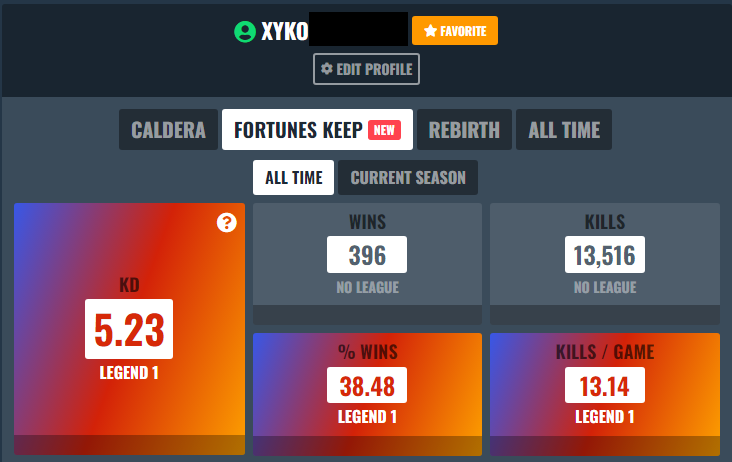 XYKO
FAVORITE
EDIT PROFILE
CALDERA FORTUNES KEEP NEW REBIRTH ALL TIME
ALL TIME CURRENT SEASON
?
KD
5.23
LEGEND 1
WINS
396
NO LEAGUE
KILLS
13,516
NO LEAGUE
% WINS
38.48
LEGEND 1
KILLS / GAME
13.14
LEGEND 1